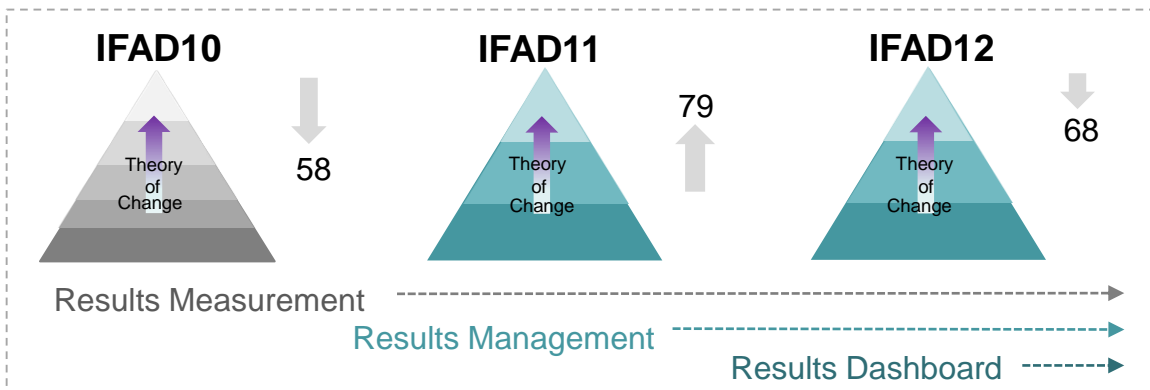 IFAD10
IFAD11
IFAD12
Theory
of
Change
58
Theory
of
Change
79
Theory
of
Change
68
Results Measurement
Results Management
Results Dashboard